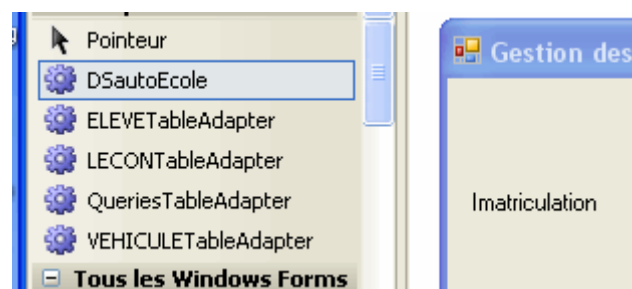 Pointeur
DSautoEcole
ELEVETableAdapter
LECONTableAdapter
QueriesTableAdapter
VEHICULETableAdapter
Tous les Windows Forms
Gestion des
Imatriculation